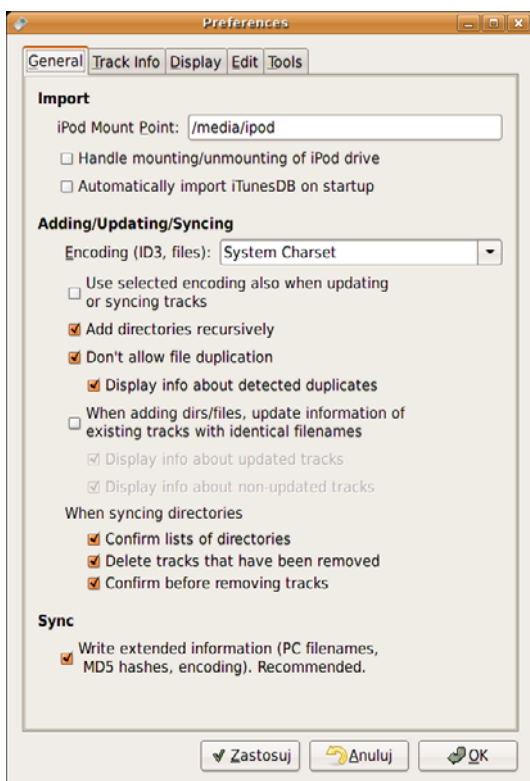 Preferences
General Track Info Display Edit Tools
Import
iPod Mount Point: /media/ipod
Handle mounting/unmounting of iPod drive
Automatically import iTunesDB on startup
Adding/Updating/Syncing
Encoding (ID3, files): System Charset
Use selected encoding also when updating
or syncing tracks
Add directories recursively
Don't allow file duplication
Display info about detected duplicates
When adding dirs/files, update information of
existing tracks with identical filenames
Display info about updated tracks
Display info about non-updated tracks
When syncing directories
Confirm lists of directories
Delete tracks that have been removed
Confirm before removing tracks
Sync
Write extended information (PC filenames,
MD5 hashes, encoding). Recommended.
Zastosuj Anuluj OK